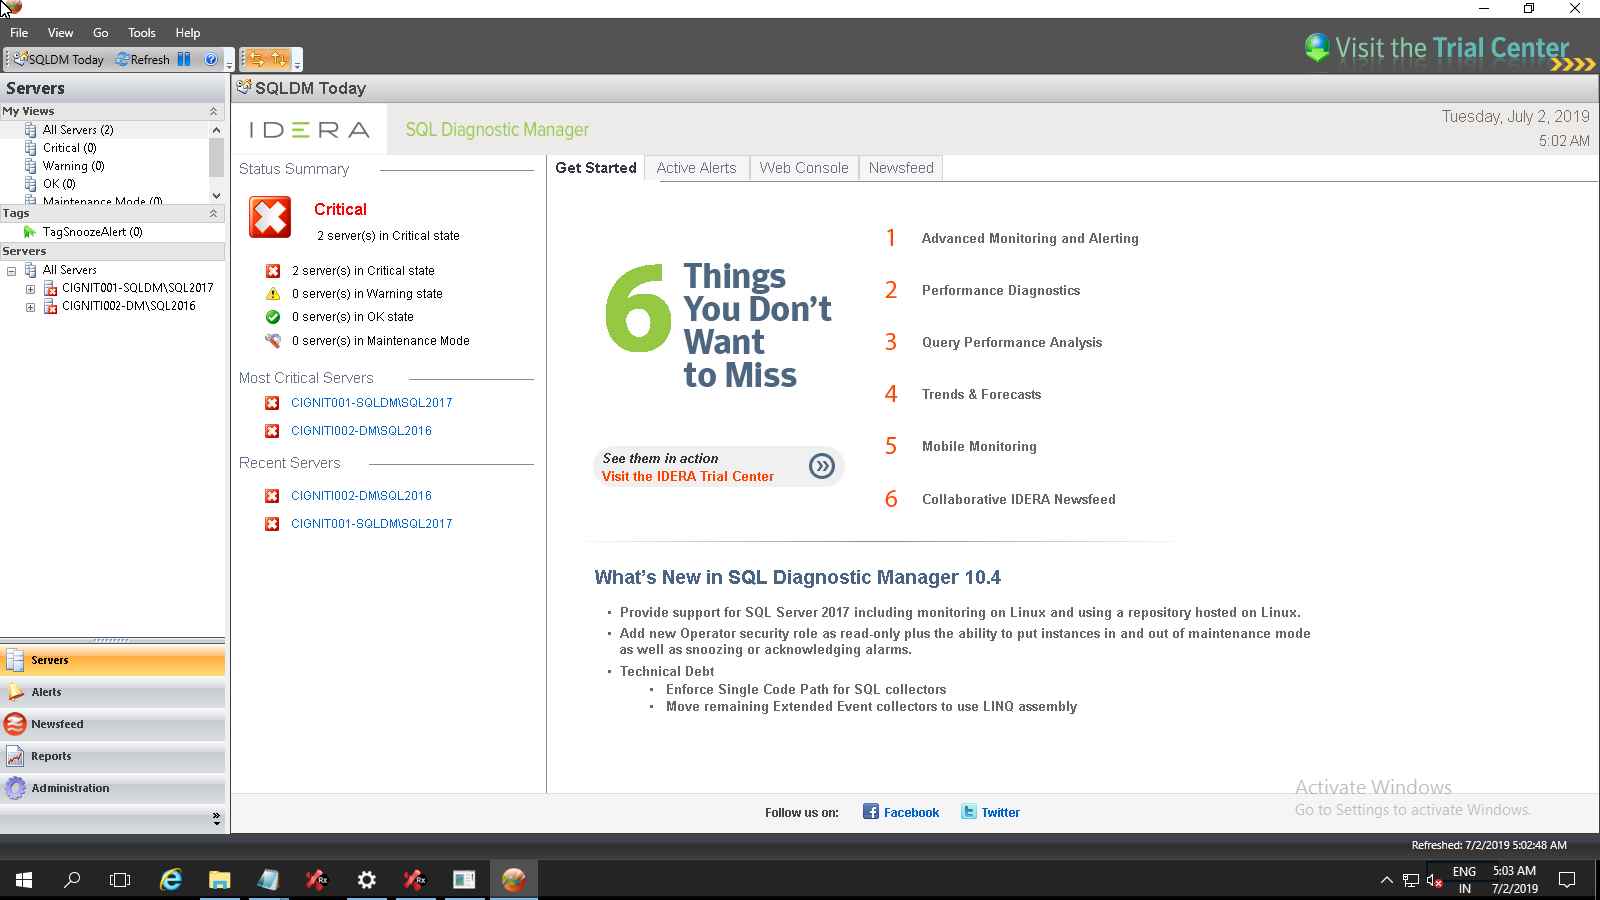 File View Go Tools Help
Visit the Trial Center
SQLDM Today Refresh
Servers
My Views
All Servers (2)
Critical (0)
Warning (0)
OK (0)
Maintenance Mode (0)
Tags
TagSnoozeAlert (0)
Servers
All Servers
CIGNIT001-SQLDM\SQL2017
CIGNITI002-DM\SQL2016
Servers
Alerts
Newsfeed
Reports
Administration
SQLDM Today
IDERA SQL Diagnostic Manager
Tuesday, July 2, 2019
5:02 AM
Status Summary
Critical
2 server(s) in Critical state
2 server(s) in Critical state
0 server(s) in Warning state
0 server(s) in OK state
0 server(s) in Maintenance Mode
Most Critical Servers
CIGNIT001-SQLDM\SQL2017
CIGNITI002-DM\SQL2016
Recent Servers
CIGNITI002-DM\SQL2016
CIGNIT001-SQLDM\SQL2017
Get Started Active Alerts Web Console Newsfeed
6 Things
You Don't
Want
to Miss
See them in action
Visit the IDERA Trial Center
1 Advanced Monitoring and Alerting
2 Performance Diagnostics
3 Query Performance Analysis
4 Trends & Forecasts
5 Mobile Monitoring
6 Collaborative IDERA Newsfeed
What's New in SQL Diagnostic Manager 10.4
• Provide support for SQL Server 2017 including monitoring on Linux and using a repository hosted on Linux.
• Add new Operator security role as read-only plus the ability to put instances in and out of maintenance mode
as well as snoozing or acknowledging alarms.
• Technical Debt
• Enforce Single Code Path for SQL collectors
• Move remaining Extended Event collectors to use LINQ assembly
Activate Windows
Go to Settings to activate Windows.
Follow us on: Facebook Twitter
Refreshed: 7/2/2019 5:02:48 AM
ENG
IN
5:03 AM
7/2/2019